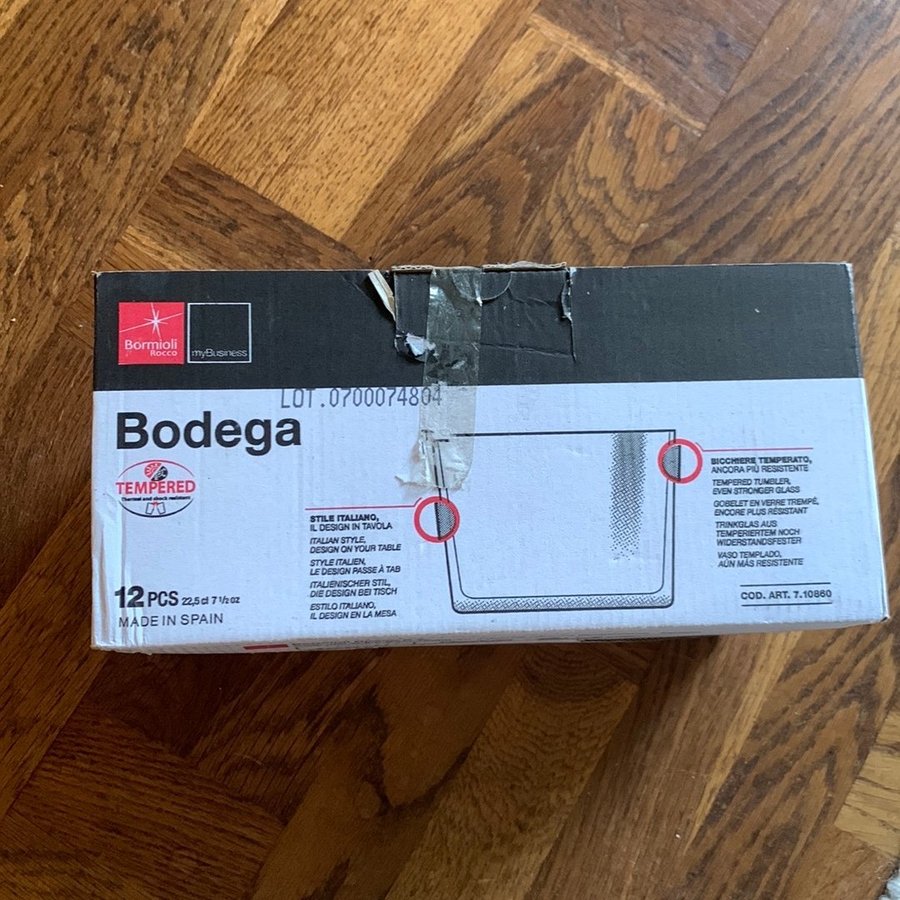 Bormioli
Rocco
myBusiness
LOT.0700074804
Bodega
TEMPERED
Thermal and shock resistant
12 PCS 22,5 cl 7 1/2 oz
MADE IN SPAIN
STILE ITALIANO,
IL DESIGN IN TAVOLA
ITALIAN STYLE,
DESIGN ON YOUR TABLE
STYLE ITALIEN,
LE DESIGN PASSE À TAB
ITALIENISCHER STIL,
DIE DESIGN BEI TISCH
ESTILO ITALIANO,
IL DESIGN EN LA MESA
BICCHIERE TEMPERATO,
ANCORA PIÙ RESISTENTE
TEMPERED TUMBLER,
EVEN STRONGER GLASS
GOBELET EN VERRE TREMPÉ,
ENCORE PLUS RÉSISTANT
TRINKGLAS AUS
TEMPERIERTEM NOCH
WIDERSTANDSFESTER
VASO TEMPLADO,
AÚN MÁS RESISTENTE
COD. ART. 7.10860